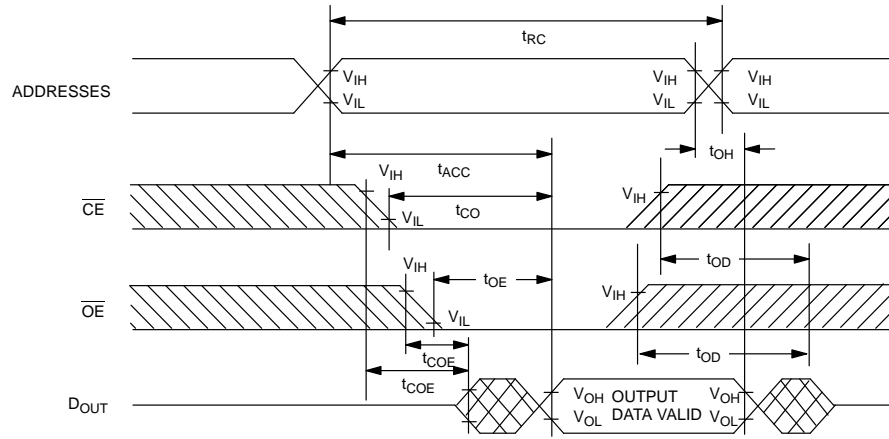 tRC
ADDRESSES
VIH
VIL
VIH
VIL
VIH
VIL
tOH
tACC
VIH
CE
tCO
VIL
VIH
tOD
VIH
tOE
VIH
OE
VIL
tCOE
tOD
tCOE
DOUT
VOH
VOL
OUTPUT
DATA VALID
VOH
VOL